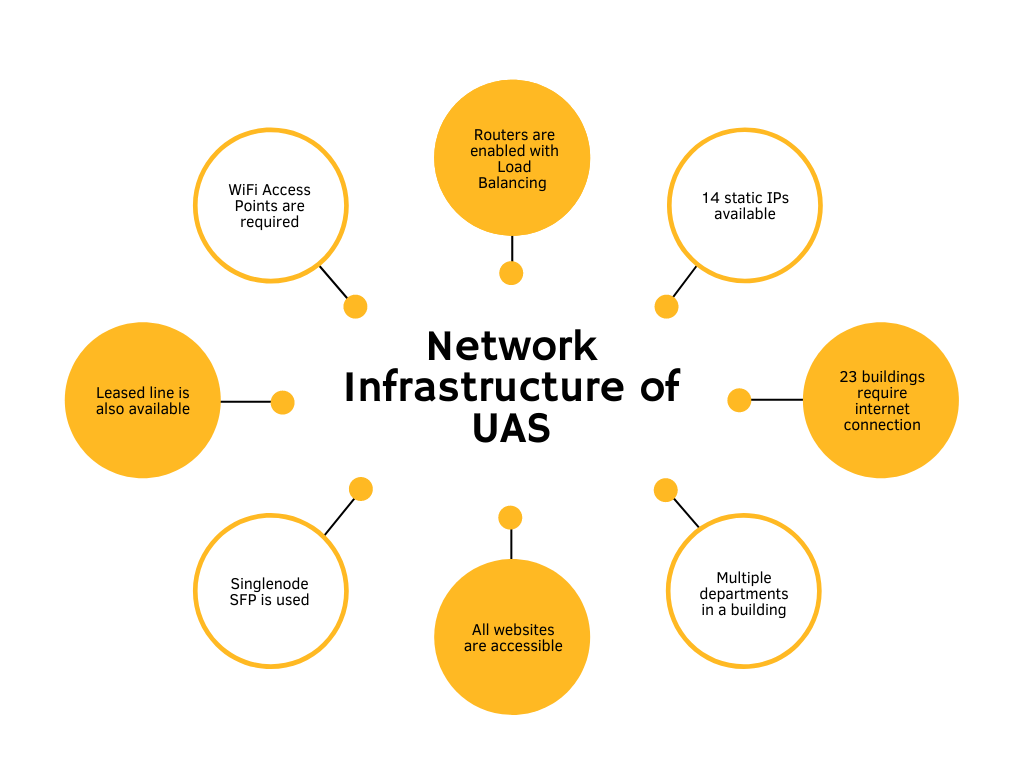 Routers are
enabled with
Load
Balancing
WiFi Access
Points are
required
14 static IPs
available
Network
Infrastructure of
UAS
Leased line is
also available
23 buildings
require
internet
connection
Singlenode
SFP is used
Multiple
departments
in a building
All websites
are accessible